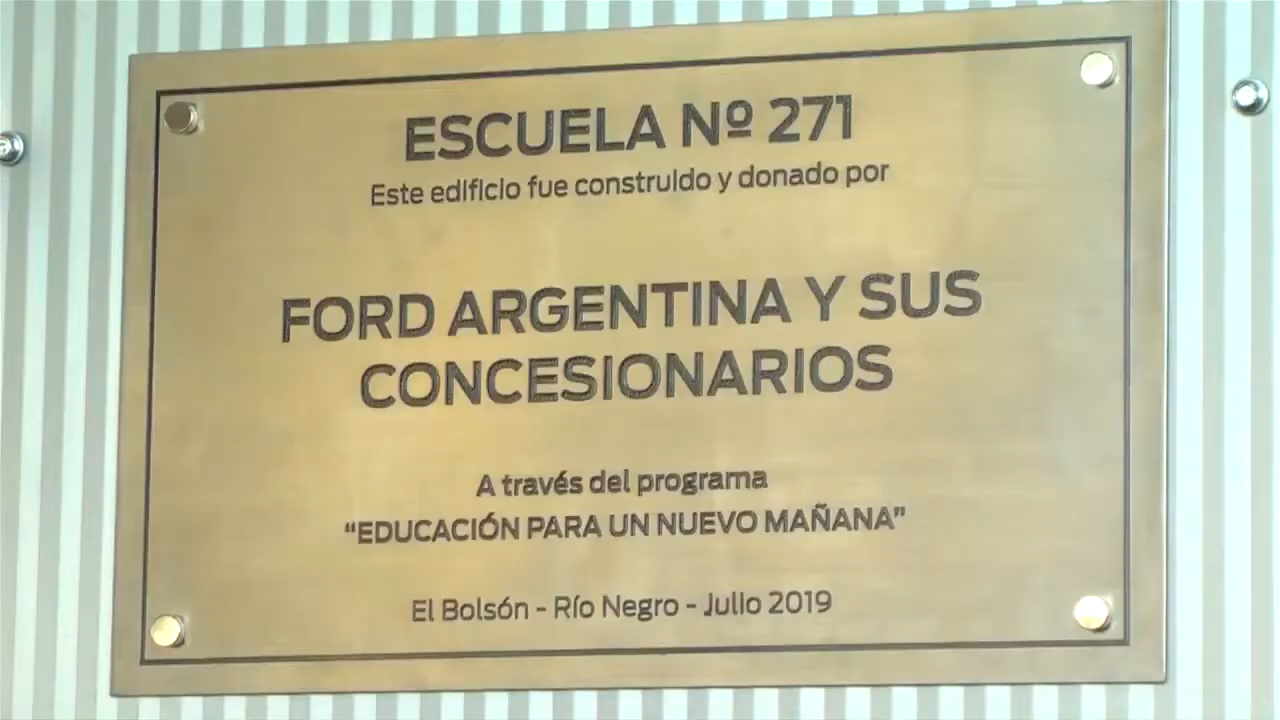 ESCUELA Nº 271
Este edificio fue construido y donado por
FORD ARGENTINA Y SUS
CONCESIONARIOS
A través del programa
“EDUCACIÓN PARA UN NUEVO MAÑANA”
El Bolsón - Río Negro - Julio 2019